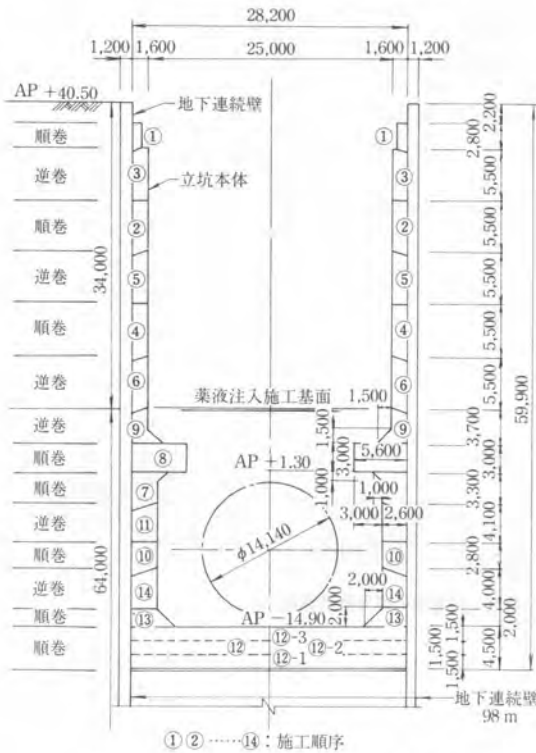 28,200
1,200 1,600 25,000 1,600 1,200
AP +40.50
地下連続壁
順巻 ① ① 2,200
2,800
逆巻 ③ 立坑本体 ③ 5,500
順巻 ② ② 5,500
34,000
逆巻 ⑤ ⑤ 5,500
順巻 ④ ④ 5,500
逆巻 ⑥ ⑥ 5,500
59,900
薬液注入施工基面 1,500
逆巻 ⑨ 1,500 ⑨ 3,700
順巻 ⑧ 3,000 5,600 3,000
AP +1.30
順巻 ⑦ 1,000 1,000 3,300
3,000 2,600
逆巻 ⑪ 4,100
φ14,140
順巻 ⑩ ⑩ 2,800
64,000
逆巻 ⑭ 2,000 ⑭ 4,000
順巻 ⑬ AP −14.90 2,000 ⑬ 2,000
順巻 ⑫ ⑫-3 ⑫-2 ⑫-1 1,500 1,500 1,500 4,500
地下連続壁
98 m
①②……⑭：施工順序